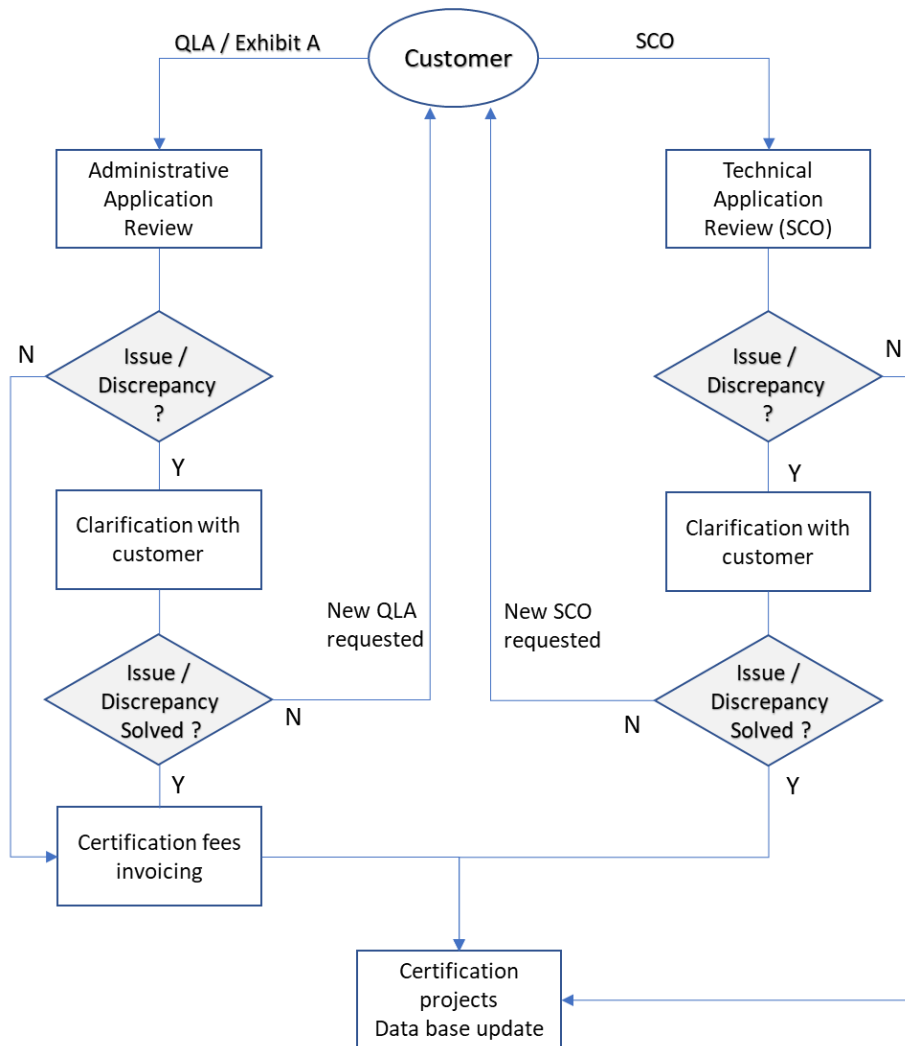 QLA / Exhibit A
Customer
SCO
Administrative
Application
Review
Technical
Application
Review (SCO)
N
Issue /
Discrepancy
?
Issue /
Discrepancy
?
N
Y
Y
Clarification with
customer
Clarification with
customer
New QLA
requested
New SCO
requested
Issue /
Discrepancy
Solved ?
N
Issue /
Discrepancy
Solved ?
N
Y
Y
Certification fees
invoicing
Certification
projects
Data base update